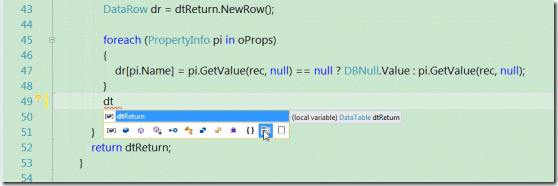 43
44 DataRow dr = dtReturn.NewRow();
45
46 foreach (PropertyInfo pi in oProps)
46 {
47 dr[pi.Name] = pi.GetValue(rec, null) == null ? DBNull.Value : pi.GetValue(rec, null);
48 }
49 dt
50 dtReturn (local variable) DataTable dtReturn
51 } { }
52 return dtReturn;
53 }
54